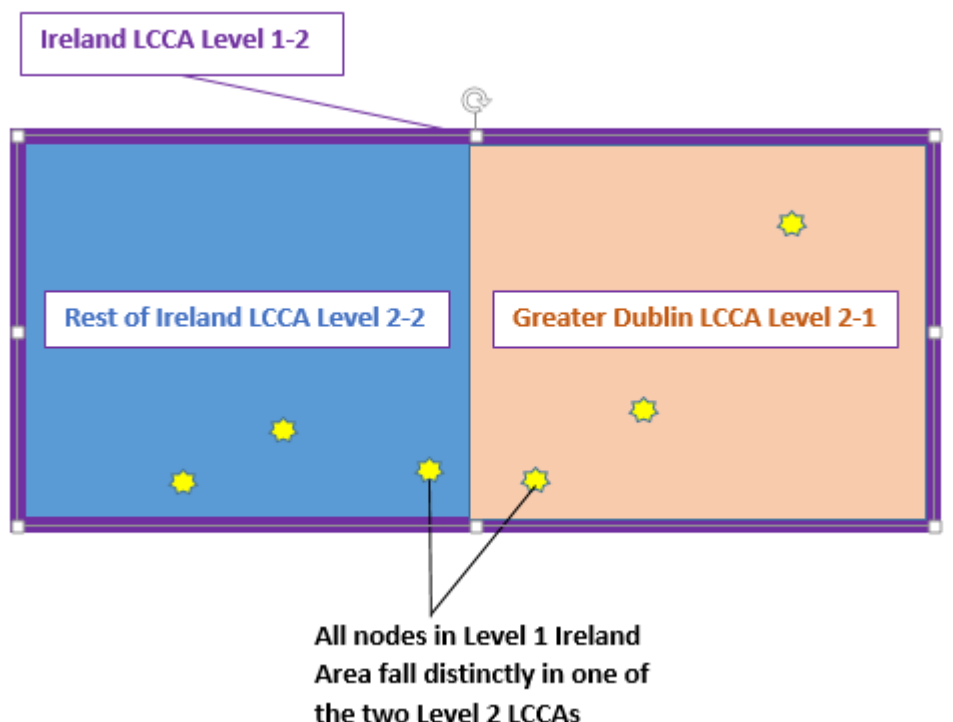 Ireland LCCA Level 1-2
Rest of Ireland LCCA Level 2-2
Greater Dublin LCCA Level 2-1
All nodes in Level 1 Ireland
Area fall distinctly in one of
the two Level 2 LCCAs